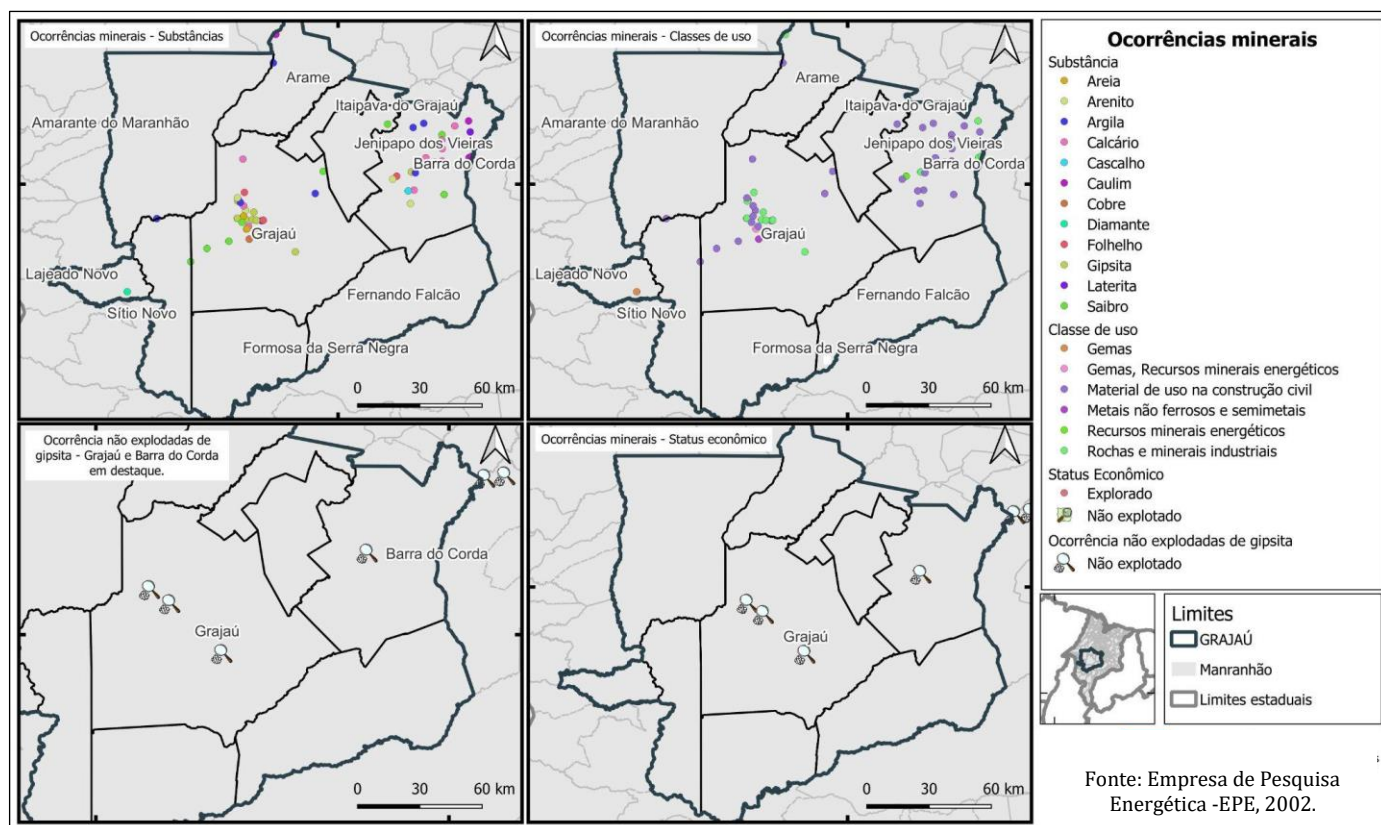 Ocorrências minerais - Substâncias
Arame
Itaipava do Grajaú
Amarante do Maranhão
Jenipapo dos Vieiras
Barra do Corda
Grajaú
Lajeado Novo
Fernando Falcão
Sítio Novo
Formosa da Serra Negra
0 30 60 km
Ocorrências minerais - Classes de uso
Arame
Itaipava do Grajaú
Amarante do Maranhão
Jenipapo dos Vieiras
Barra do Corda
Grajaú
Lajeado Novo
Fernando Falcão
Sítio Novo
Formosa da Serra Negra
0 30 60 km
Ocorrência não explodadas de
gipsita - Grajaú e Barra do Corda
em destaque.
Barra do Corda
Grajaú
0 30 60 km
Ocorrências minerais - Status econômico
Grajaú
0 30 60 km
Ocorrências minerais
Substância
Areia
Arenito
Argila
Calcário
Cascalho
Caulim
Cobre
Diamante
Folhelho
Gipsita
Laterita
Saibro
Classe de uso
Gemas
Gemas, Recursos minerais energéticos
Material de uso na construção civil
Metais não ferrosos e semimetais
Recursos minerais energéticos
Rochas e minerais industriais
Status Econômico
Explorado
Não explotado
Ocorrência não explodadas de gipsita
Não explotado
Limites
GRAJAÚ
Manranhão
Limites estaduais
Fonte: Empresa de Pesquisa
Energética -EPE, 2002.